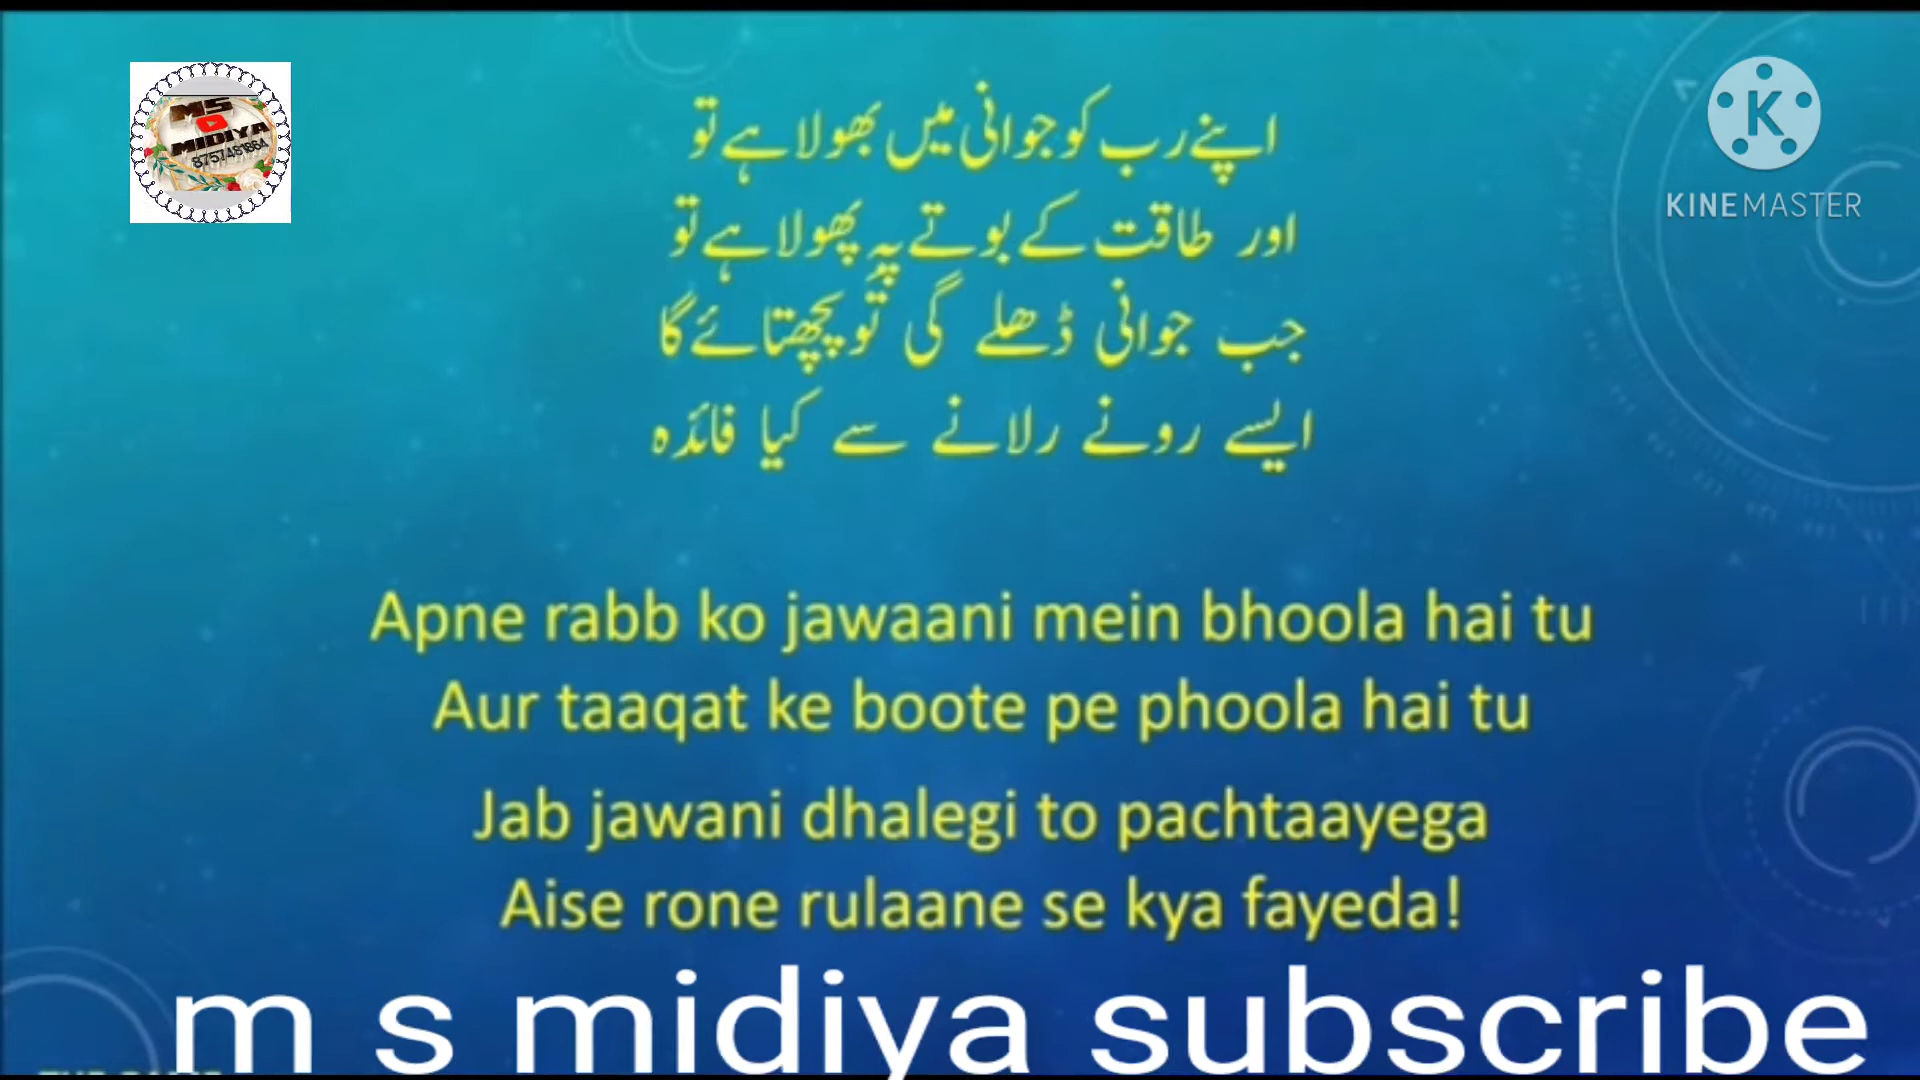 MS
MIDIYA
8757481864
KINEMASTER
اپنے رب کو جوانی میں بھولا ہے تو
اور طاقت کے بوتے پہ پھولا ہے تو
جب جوانی ڈھلے گی تو پچھتائے گا
ایسے رونے رلانے سے کیا فائدہ
Apne rabb ko jawaani mein bhoola hai tu
Aur taaqat ke boote pe phoola hai tu
Jab jawani dhalegi to pachtaayega
Aise rone rulaane se kya fayeda!
m s midiya subscribe